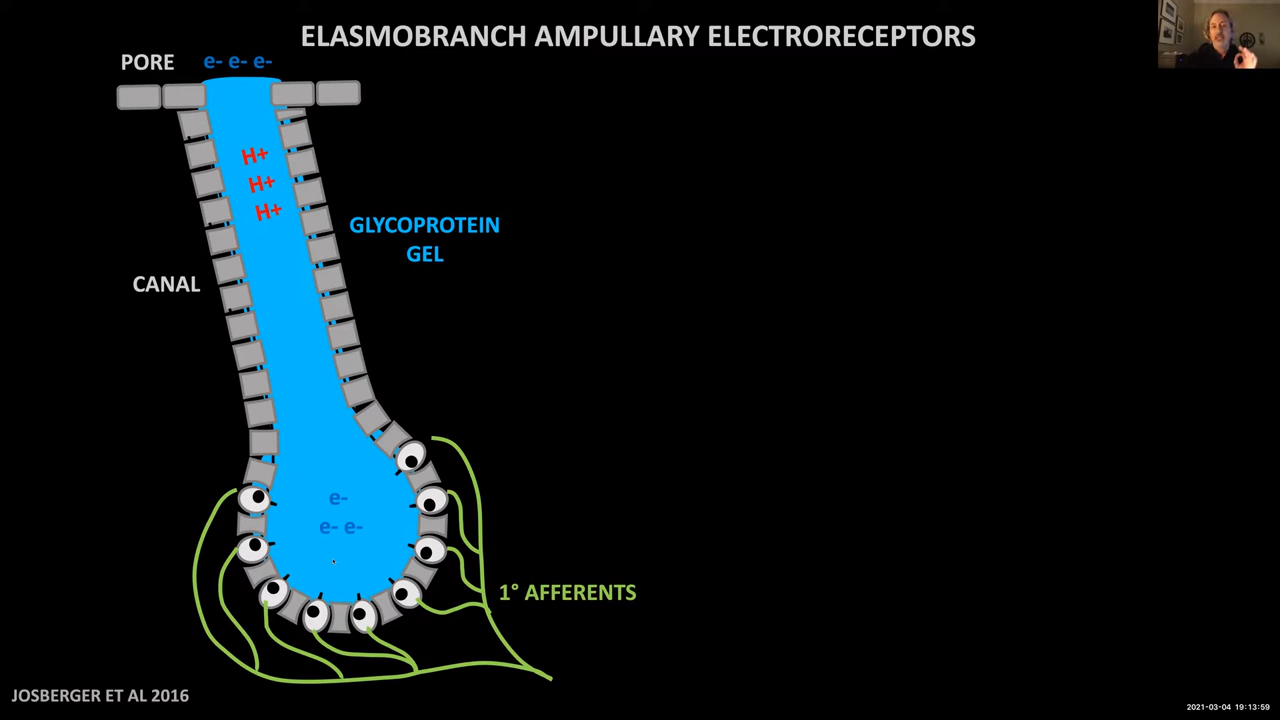 ELASMOBRANCH AMPULLARY ELECTRORECEPTORS
PORE
e- e- e-
H+
H+
H+
GLYCOPROTEIN
GEL
CANAL
e-
e- e-
1° AFFERENTS
JOSBERGER ET AL 2016
2021-03-04 19:13:59